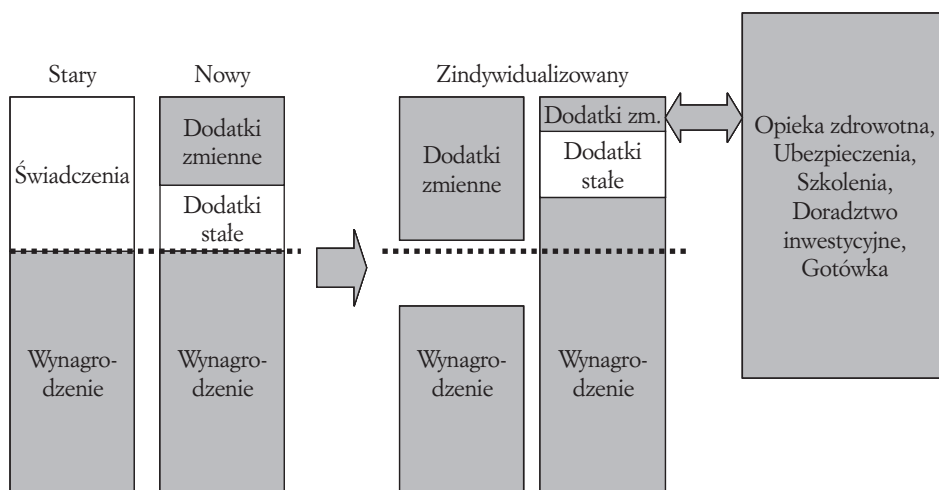 Stary
Nowy
Zindywidualizowany
Świadczenia
Dodatki
zmienne
Dodatki
stałe
Wynagro-
dzenie
Wynagro-
dzenie
Dodatki
zmienne
Wynagro-
dzenie
Dodatki zm.
Dodatki
stałe
Wynagro-
dzenie
Opieka zdrowotna,
Ubezpieczenia,
Szkolenia,
Doradztwo
inwestycyjne,
Gotówka